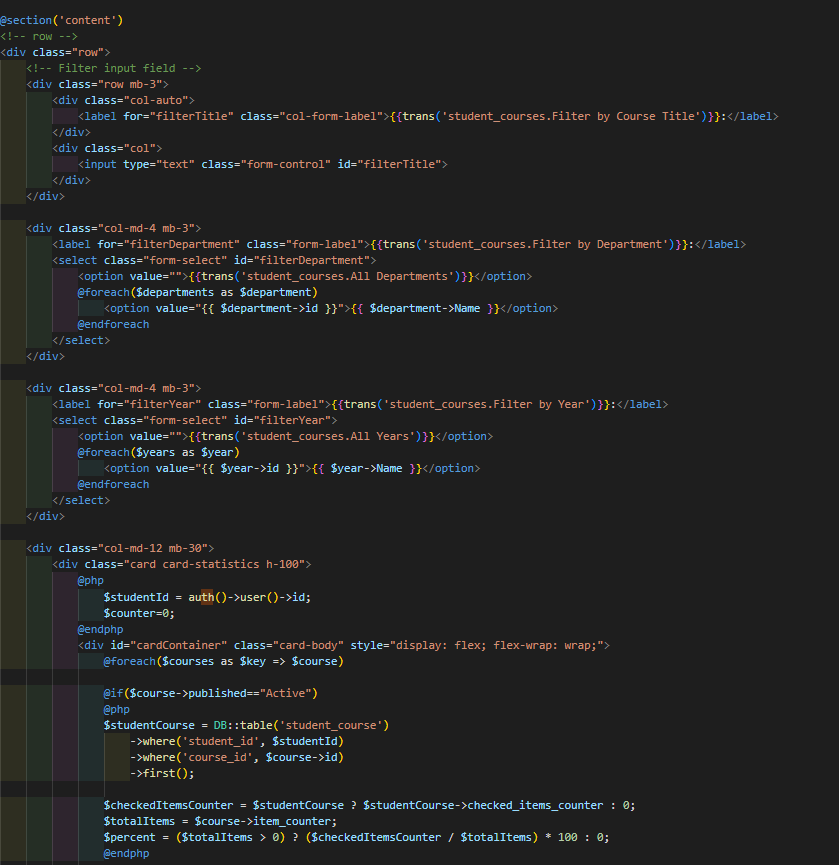 @section('content')
<!-- row -->
<div class="row">
<!-- Filter input field -->
<div class="row mb-3">
<div class="col-auto">
<label for="filterTitle" class="col-form-label">{{trans('student_courses.Filter by Course Title')}}:</label>
</div>
<div class="col">
<input type="text" class="form-control" id="filterTitle">
</div>
</div>
<div class="col-md-4 mb-3">
<label for="filterDepartment" class="form-label">{{trans('student_courses.Filter by Department')}}:</label>
<select class="form-select" id="filterDepartment">
<option value="">{{trans('student_courses.All Departments')}}</option>
@foreach($departments as $department)
<option value="{{ $department->id }}">{{ $department->Name }}</option>
@endforeach
</select>
</div>
<div class="col-md-4 mb-3">
<label for="filterYear" class="form-label">{{trans('student_courses.Filter by Year')}}:</label>
<select class="form-select" id="filterYear">
<option value="">{{trans('student_courses.All Years')}}</option>
@foreach($years as $year)
<option value="{{ $year->id }}">{{ $year->Name }}</option>
@endforeach
</select>
</div>
<div class="col-md-12 mb-30">
<div class="card card-statistics h-100">
@php
$studentId = auth()->user()->id;
$counter=0;
@endphp
<div id="cardContainer" class="card-body" style="display: flex; flex-wrap: wrap;">
@foreach($courses as $key => $course)
@if($course->published=="Active")
@php
$studentCourse = DB::table('student_course')
->where('student_id', $studentId)
->where('course_id', $course->id)
->first();
$checkedItemsCounter = $studentCourse ? $studentCourse->checked_items_counter : 0;
$totalItems = $course->item_counter;
$percent = ($totalItems > 0) ? ($checkedItemsCounter / $totalItems) * 100 : 0;
@endphp